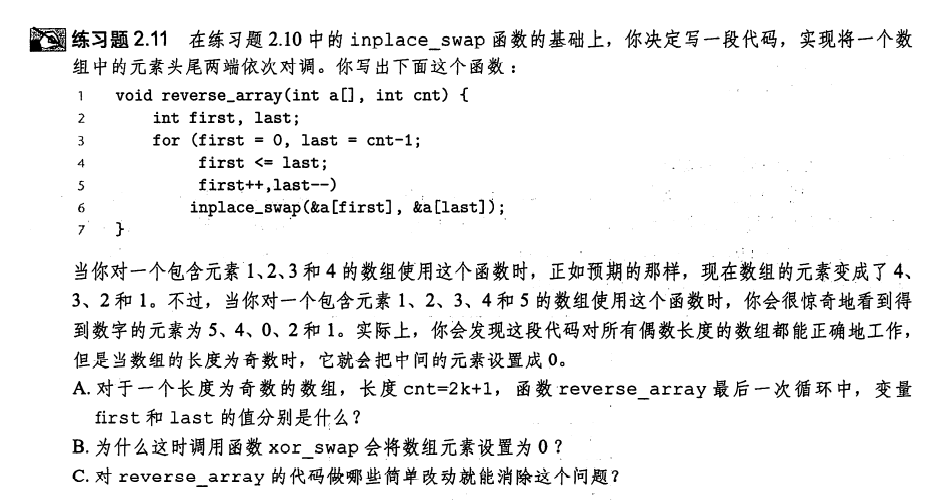 练习题 2.11 在练习题 2.10 中的 inplace_swap 函数的基础上，你决定写一段代码，实现将一个数
组中的元素头尾两端依次对调。你写出下面这个函数：
1 void reverse_array(int a[], int cnt) {
2 int first, last;
3 for (first = 0, last = cnt-1;
4 first <= last;
5 first++,last--)
6 inplace_swap(&a[first], &a[last]);
7 }
当你对一个包含元素 1、2、3 和 4 的数组使用这个函数时，正如预期的那样，现在数组的元素变成了 4、
3、2 和 1。不过，当你对一个包含元素 1、2、3、4 和 5 的数组使用这个函数时，你会很惊奇地看到得
到数字的元素为 5、4、0、2 和 1。实际上，你会发现这段代码对所有偶数长度的数组都能正确地工作，
但是当数组的长度为奇数时，它就会把中间的元素设置成 0。
A. 对于一个长度为奇数的数组，长度 cnt=2k+1，函数 reverse_array 最后一次循环中，变量
first 和 last 的值分别是什么？
B. 为什么这时调用函数 xor_swap 会将数组元素设置为 0？
C. 对 reverse_array 的代码做哪些简单改动就能消除这个问题？